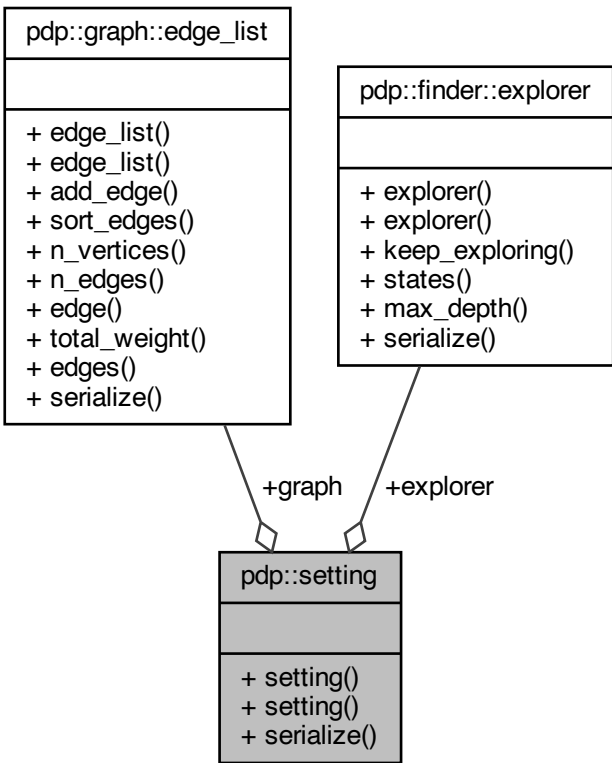 pdp::graph::edge_list
+ edge_list()
+ edge_list()
+ add_edge()
+ sort_edges()
+ n_vertices()
+ n_edges()
+ edge()
+ total_weight()
+ edges()
+ serialize()
pdp::finder::explorer
+ explorer()
+ explorer()
+ keep_exploring()
+ states()
+ max_depth()
+ serialize()
+graph
+explorer
pdp::setting
+ setting()
+ setting()
+ serialize()